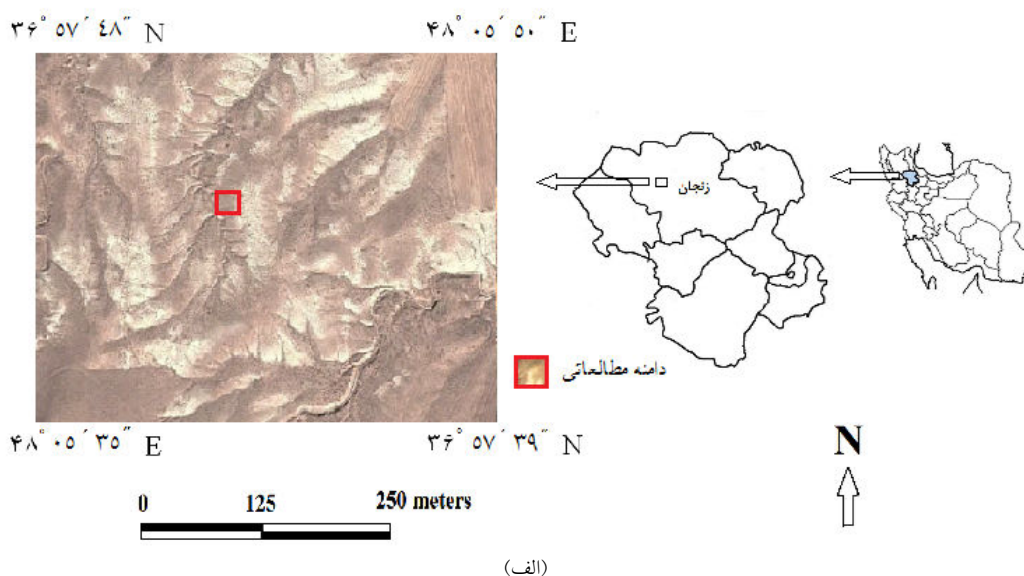 ۳۶° ۵۷´ ۴۸˝ N
۴۸° ۰۵´ ۵۰˝ E
زنجان
دامنه مطالعاتی
۴۸° ۰۵´ ۳۵˝ E
۳۶° ۵۷´ ۳۹˝ N
N
0 125 250 meters
(الف)